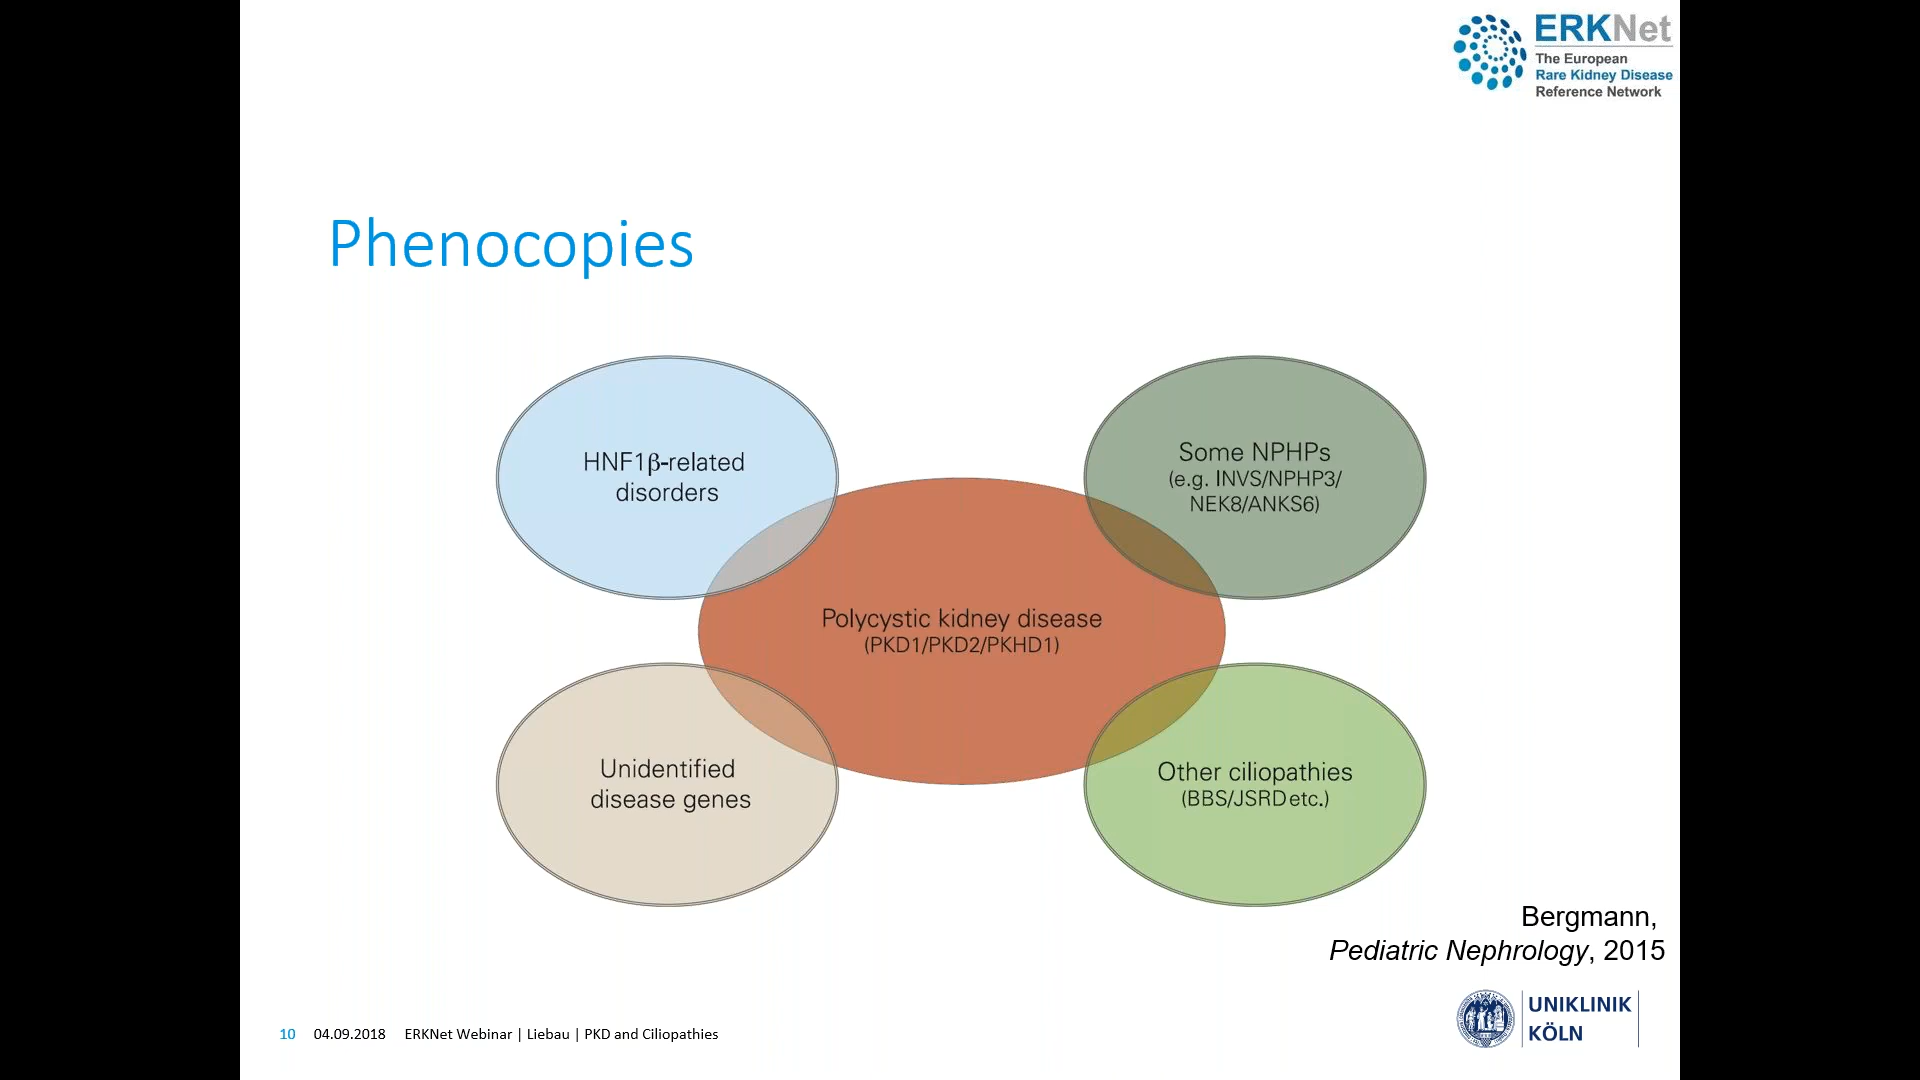 ERKNet
The European
Rare Kidney Disease
Reference Network
Phenocopies
HNF1β-related
disorders
Some NPHPs
(e.g. INVS/NPHP3/
NEK8/ANKS6)
Polycystic kidney disease
(PKD1/PKD2/PKHD1)
Unidentified
disease genes
Other ciliopathies
(BBS/JSRD etc.)
Bergmann,
Pediatric Nephrology, 2015
10 04.09.2018 ERKNet Webinar | Liebau | PKD and Ciliopathies
UNIKLINIK
KÖLN